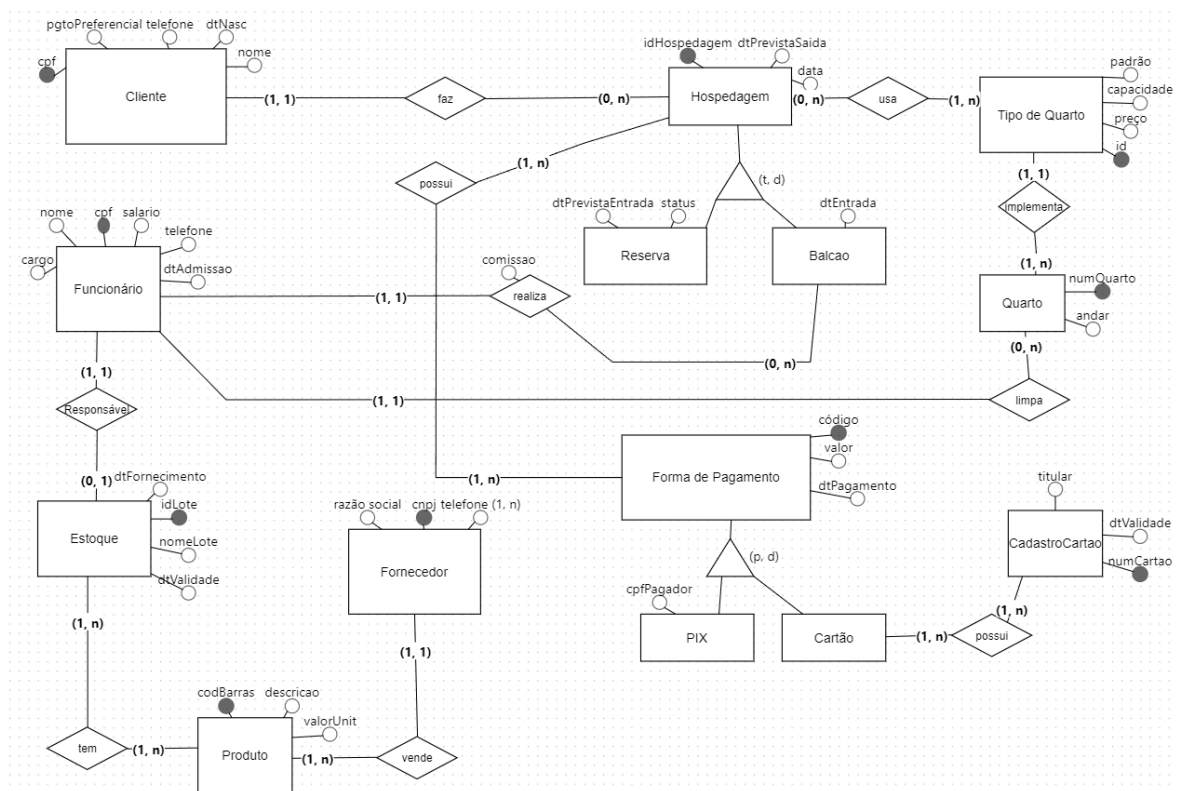 pgtoPreferencial telefone dtNasc
cpf
nome
Cliente
(1, 1)
faz
(0, n)
idHospedagem dtPrevistaSaida
data
Hospedagem
(0, n)
usa
(1, n)
padrão
capacidade
preço
id
Tipo de Quarto
(1, 1)
implementa
(1, n)
Quarto
numQuarto
andar
(0, n)
limpa
(1, n)
possui
(t, d)
dtPrevistaEntrada status
dtEntrada
Reserva
Balcao
nome cpf salario
telefone
cargo
dtAdmissao
Funcionário
(1, 1)
comissao
realiza
(0, n)
(1, 1)
(1, 1)
Responsável
(0, 1)
dtFornecimento
idLote
nomeLote
dtValidade
Estoque
(1, n)
tem
(1, n)
codBarras descricao
valorUnit
Produto
(1, n)
vende
(1, 1)
razão social cnpj telefone (1, n)
Fornecedor
(1, n)
código
valor
dtPagamento
Forma de Pagamento
(p, d)
cpfPagador
PIX
Cartão
(1, n)
possui
(1, n)
titular
dtValidade
numCartao
CadastroCartao